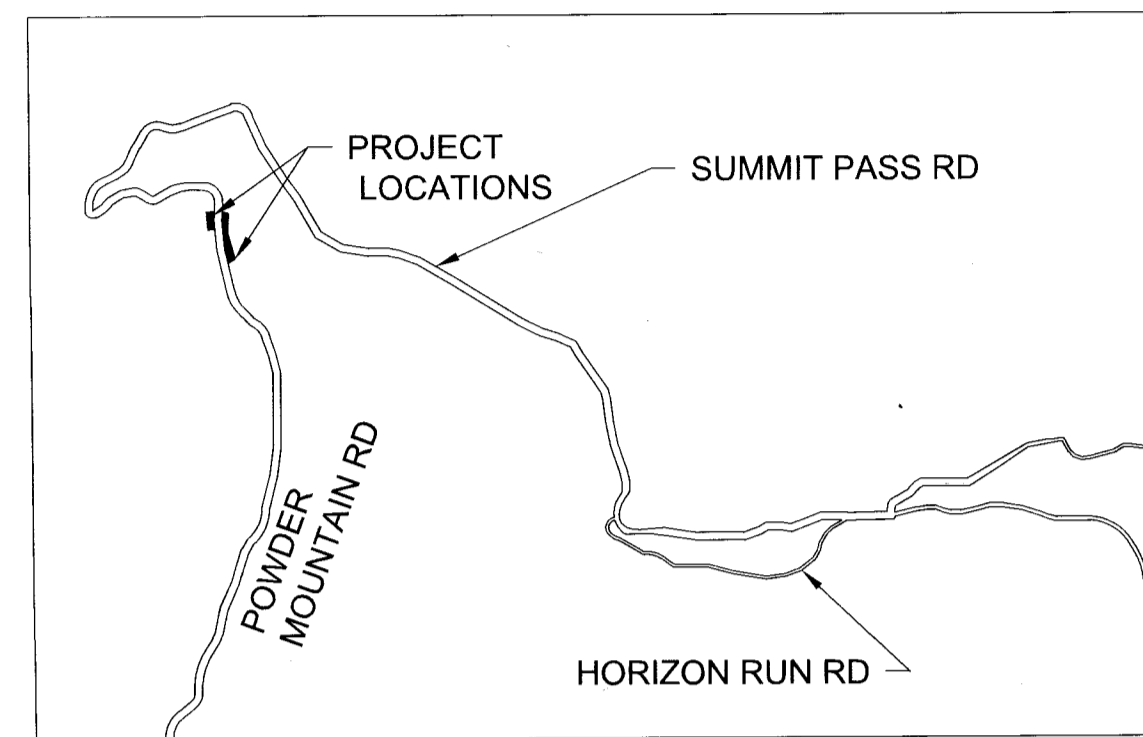 PROJECT
LOCATIONS
SUMMIT PASS RD
POWDER
MOUNTAIN RD
HORIZON RUN RD